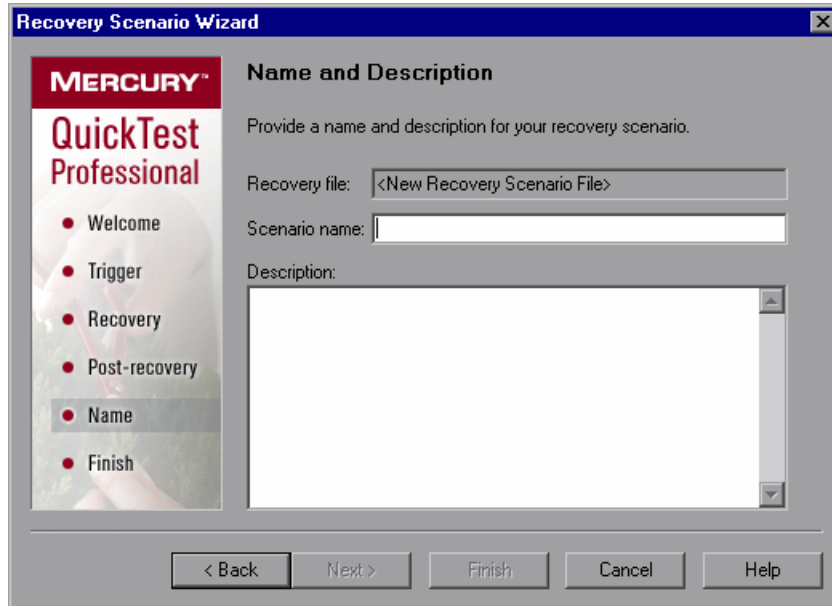 Recovery Scenario Wizard
MERCURY™
QuickTest
Professional
Welcome
Trigger
Recovery
Post-recovery
Name
Finish
Name and Description
Provide a name and description for your recovery scenario.
Recovery file: <New Recovery Scenario File>
Scenario name:
Description:
< Back Next > Finish Cancel Help